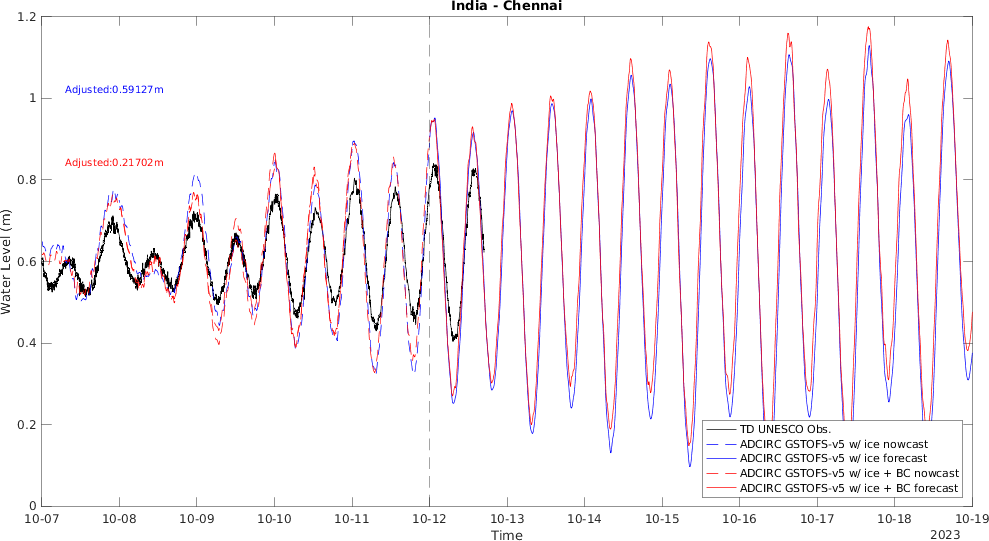 India - Chennai
Water Level (m)
1.2
1
0.8
0.6
0.4
0.2
0
Adjusted:0.59127m
Adjusted:0.21702m
TD UNESCO Obs.
ADCIRC GSTOFS-v5 w/ ice nowcast
ADCIRC GSTOFS-v5 w/ ice forecast
ADCIRC GSTOFS-v5 w/ ice + BC nowcast
ADCIRC GSTOFS-v5 w/ ice + BC forecast
10-07 10-08 10-09 10-10 10-11 10-12 10-13 10-14 10-15 10-16 10-17 10-18 10-19
Time
2023